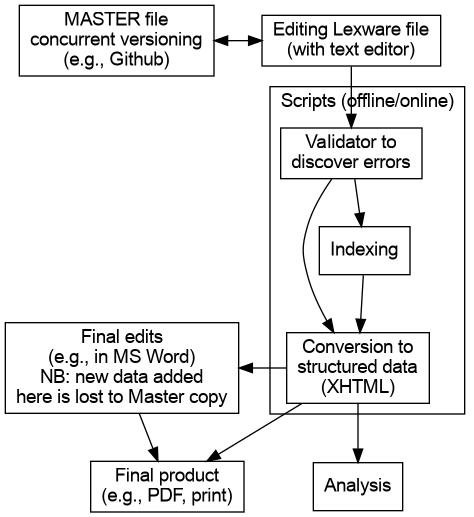 MASTER file
concurrent versioning
(e.g., Github)
Editing Lexware file
(with text editor)
Scripts (offline/online)
Validator to
discover errors
Indexing
Conversion to
structured data
(XHTML)
Final edits
(e.g., in MS Word)
NB: new data added
here is lost to Master copy
Final product
(e.g., PDF, print)
Analysis